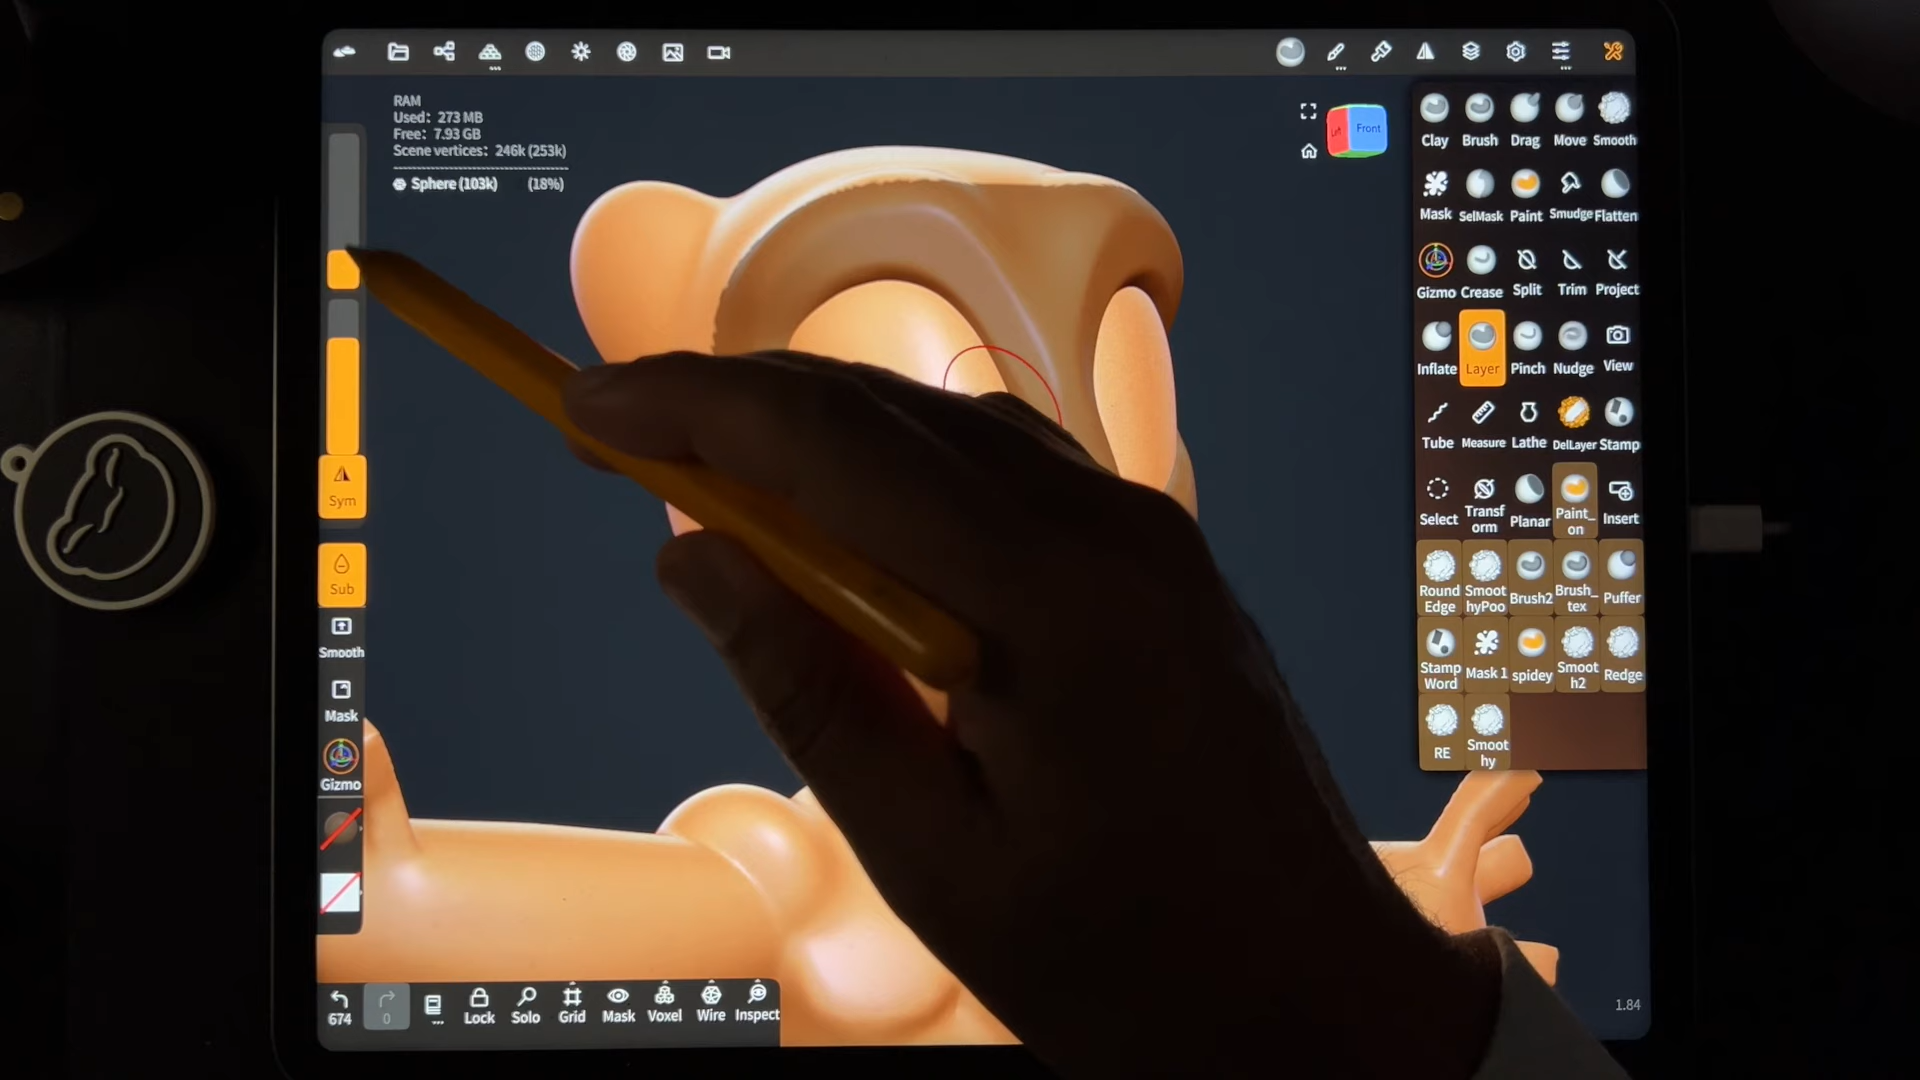 RAM
Used: 273 MB
Free: 7.93 GB
Scene vertices: 246k (253k)
Sphere (103k) (18%)
Left Front
Clay Brush Drag Move Smooth
Mask SelMask Paint Smudge Flatten
Gizmo Crease Split Trim Project
Inflate Layer Pinch Nudge View
Tube Measure Lathe DelLayer Stamp
Select Transf
orm Planar Paint_
on Insert
Round
Edge Smoot
hyPoo Brush2 Brush_
tex Puffer
Stamp
Word Mask 1 spidey Smoot
h2 Redge
RE Smoot
hy
Sym
Sub
Smooth
Mask
Gizmo
674 0 Lock Solo Grid Mask Voxel Wire Inspect
1.84